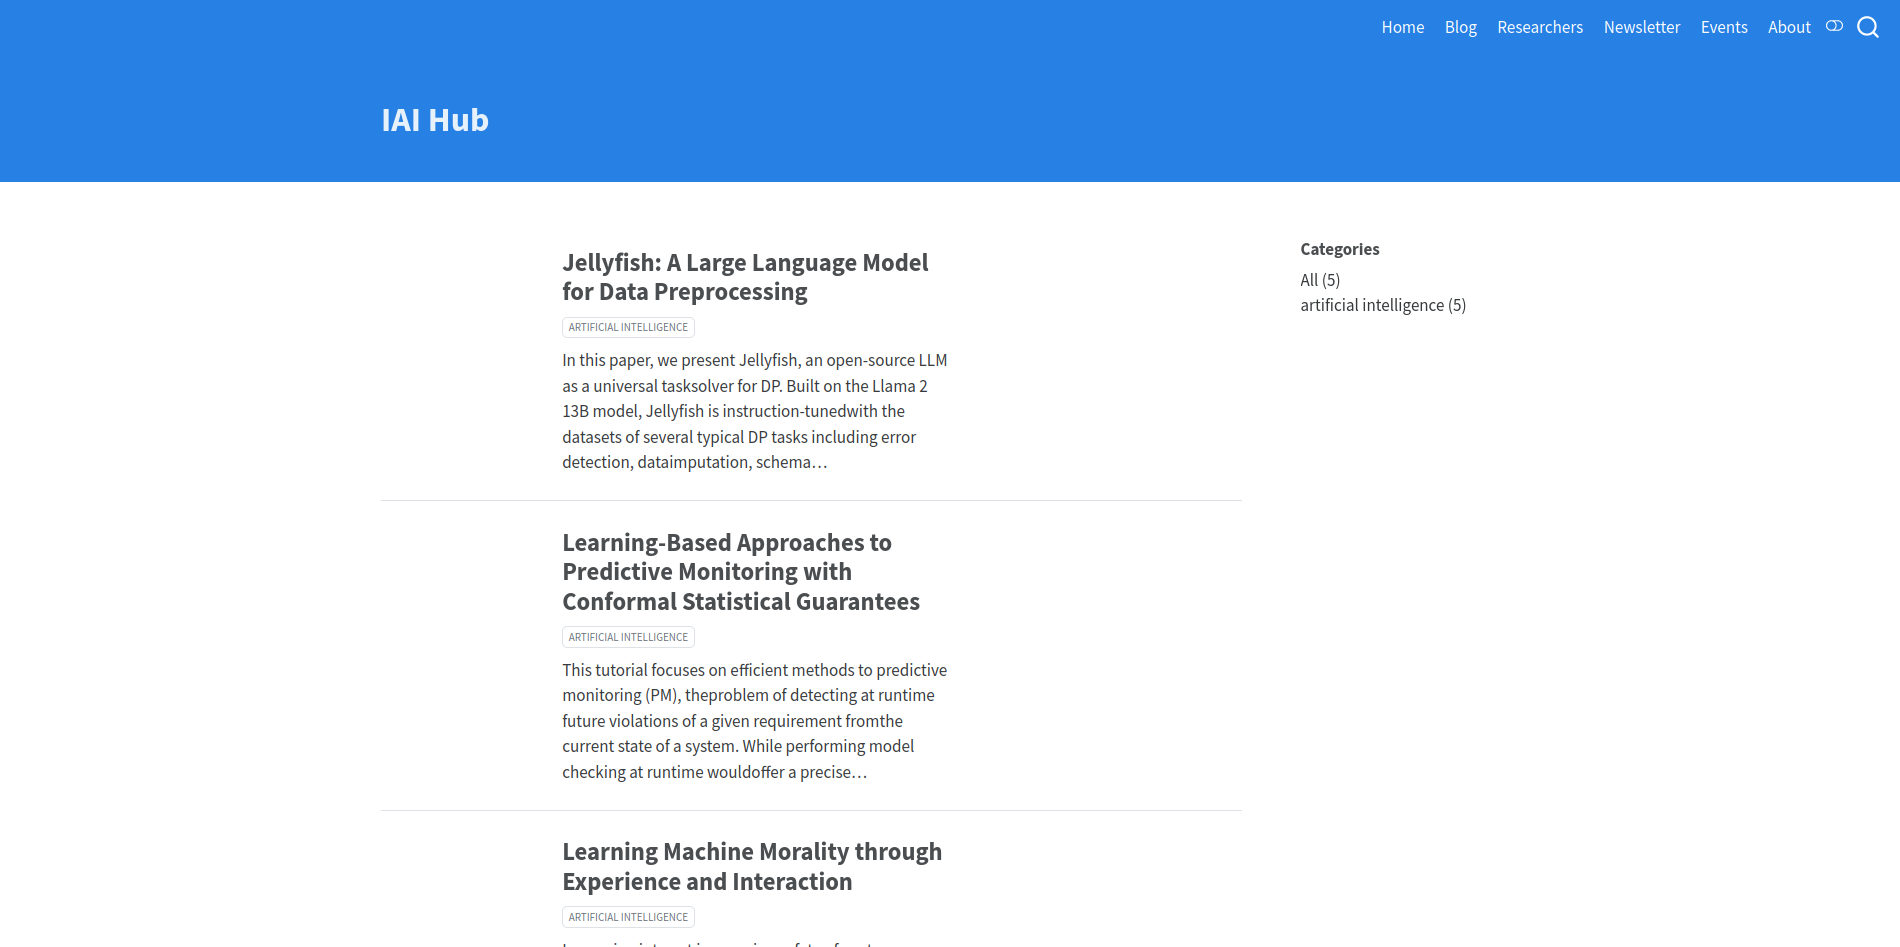 Home Blog Researchers Newsletter Events About
IAI Hub
Jellyfish: A Large Language Model
for Data Preprocessing
ARTIFICIAL INTELLIGENCE
In this paper, we present Jellyfish, an open-source LLM
as a universal tasksolver for DP. Built on the Llama 2
13B model, Jellyfish is instruction-tunedwith the
datasets of several typical DP tasks including error
detection, dataimputation, schema…
Learning-Based Approaches to
Predictive Monitoring with
Conformal Statistical Guarantees
ARTIFICIAL INTELLIGENCE
This tutorial focuses on efficient methods to predictive
monitoring (PM), theproblem of detecting at runtime
future violations of a given requirement fromthe
current state of a system. While performing model
checking at runtime wouldoffer a precise…
Learning Machine Morality through
Experience and Interaction
ARTIFICIAL INTELLIGENCE
Categories
All (5)
artificial intelligence (5)